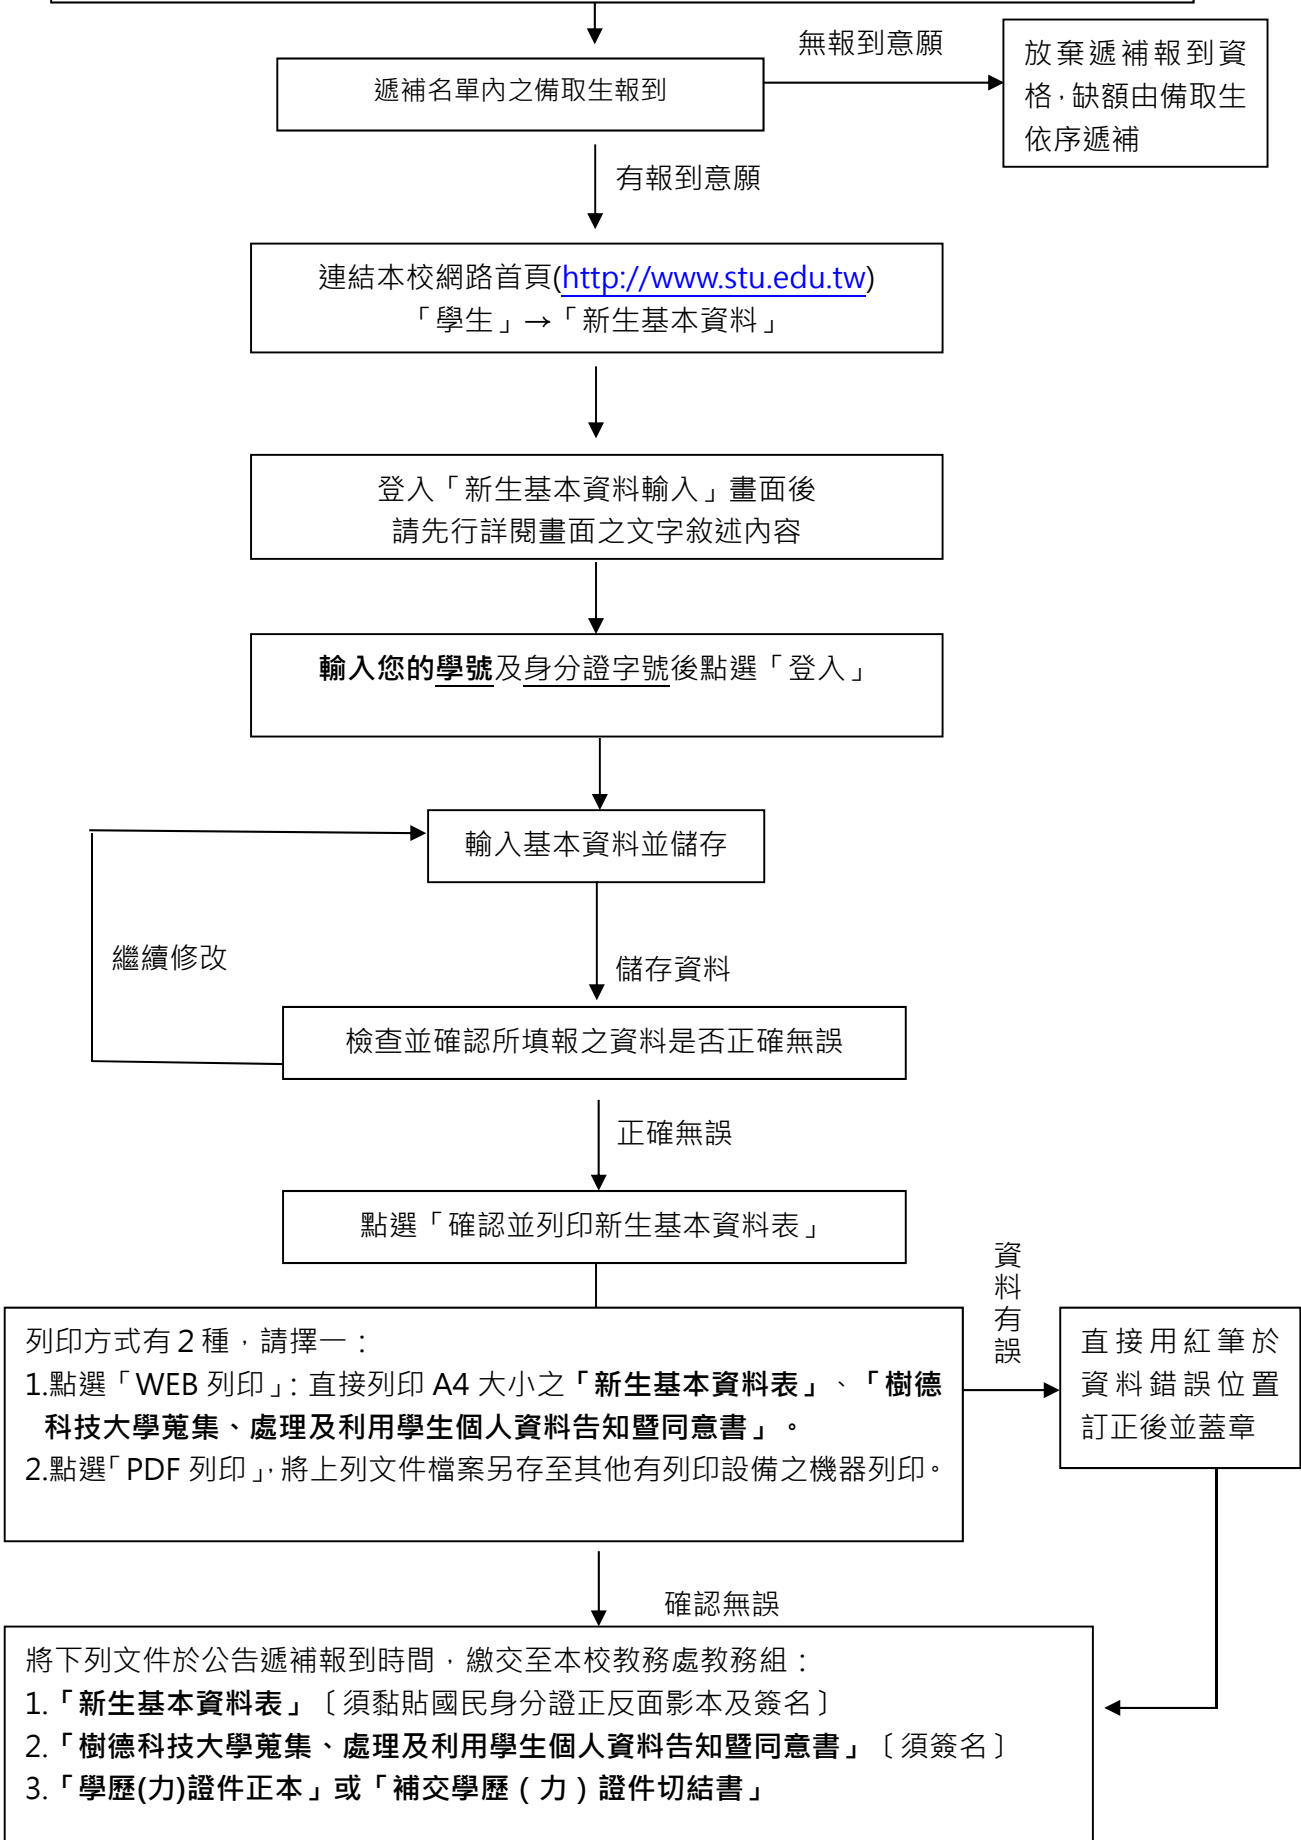 無報到意願
放棄遞補報到資
格，缺額由備取生
依序遞補
遞補名單內之備取生報到
有報到意願
連結本校網路首頁(http://www.stu.edu.tw)
「學生」→「新生基本資料」
登入「新生基本資料輸入」畫面後
請先行詳閱畫面之文字敘述內容
輸入您的學號及身分證字號後點選「登入」
輸入基本資料並儲存
繼續修改
儲存資料
檢查並確認所填報之資料是否正確無誤
正確無誤
點選「確認並列印新生基本資料表」
資料有誤
列印方式有 2 種，請擇一：
1.點選「WEB 列印」：直接列印 A4 大小之「新生基本資料表」、「樹德
科技大學蒐集、處理及利用學生個人資料告知暨同意書」。
2.點選「PDF 列印」，將上列文件檔案另存至其他有列印設備之機器列印。
直接用紅筆於
資料錯誤位置
訂正後並蓋章
確認無誤
將下列文件於公告遞補報到時間，繳交至本校教務處教務組：
1.「新生基本資料表」〔須黏貼國民身分證正反面影本及簽名〕
2.「樹德科技大學蒐集、處理及利用學生個人資料告知暨同意書」〔須簽名〕
3.「學歷(力)證件正本」或「補交學歷（力）證件切結書」